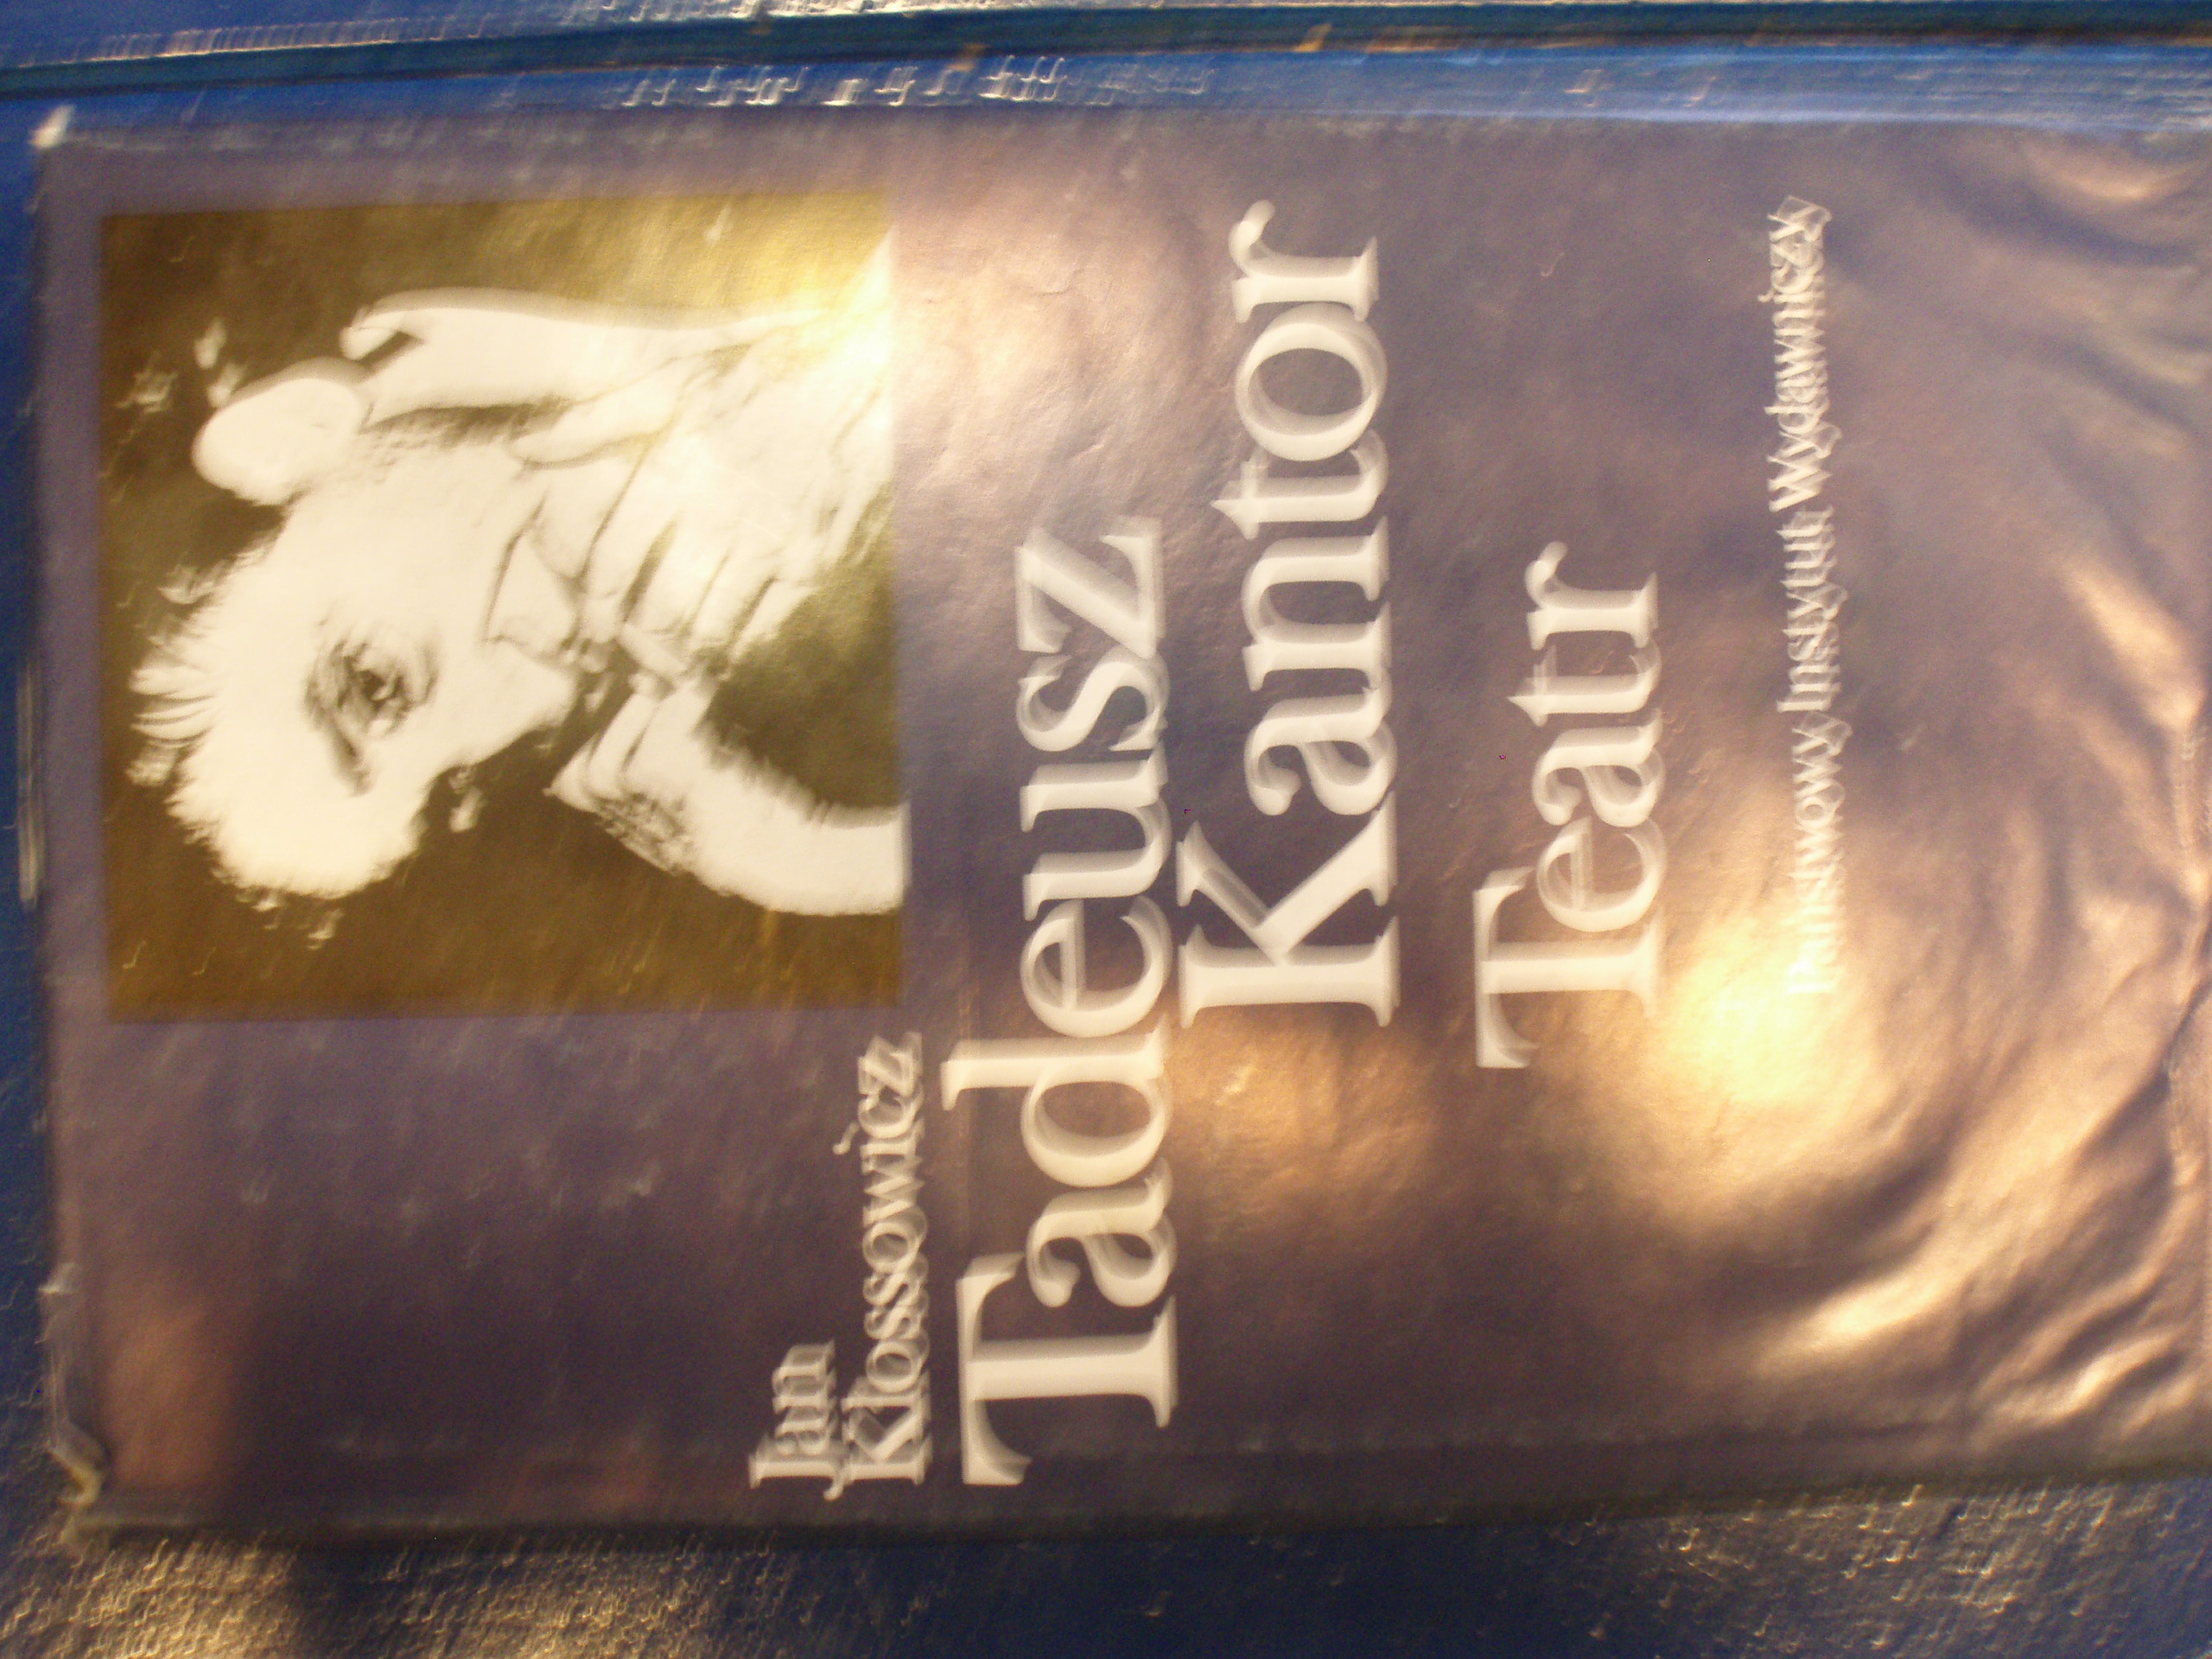 Jan
Kłossowicz
Tadeusz
Kantor
Teatr
Państwowy Instytut Wydawniczy